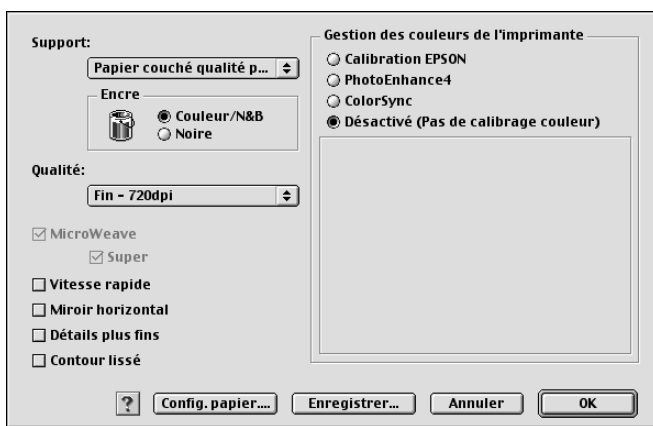 Support:
Papier couché qualité p...
Encre
Couleur/N&B
Noire
Qualité:
Fin - 720dpi
MicroWeave
Super
Vitesse rapide
Miroir horizontal
Détails plus fins
Contour lissé
Gestion des couleurs de l'imprimante
Calibration EPSON
PhotoEnhance4
ColorSync
Désactivé (Pas de calibrage couleur)
?
Config. papier....
Enregistrer...
Annuler
OK